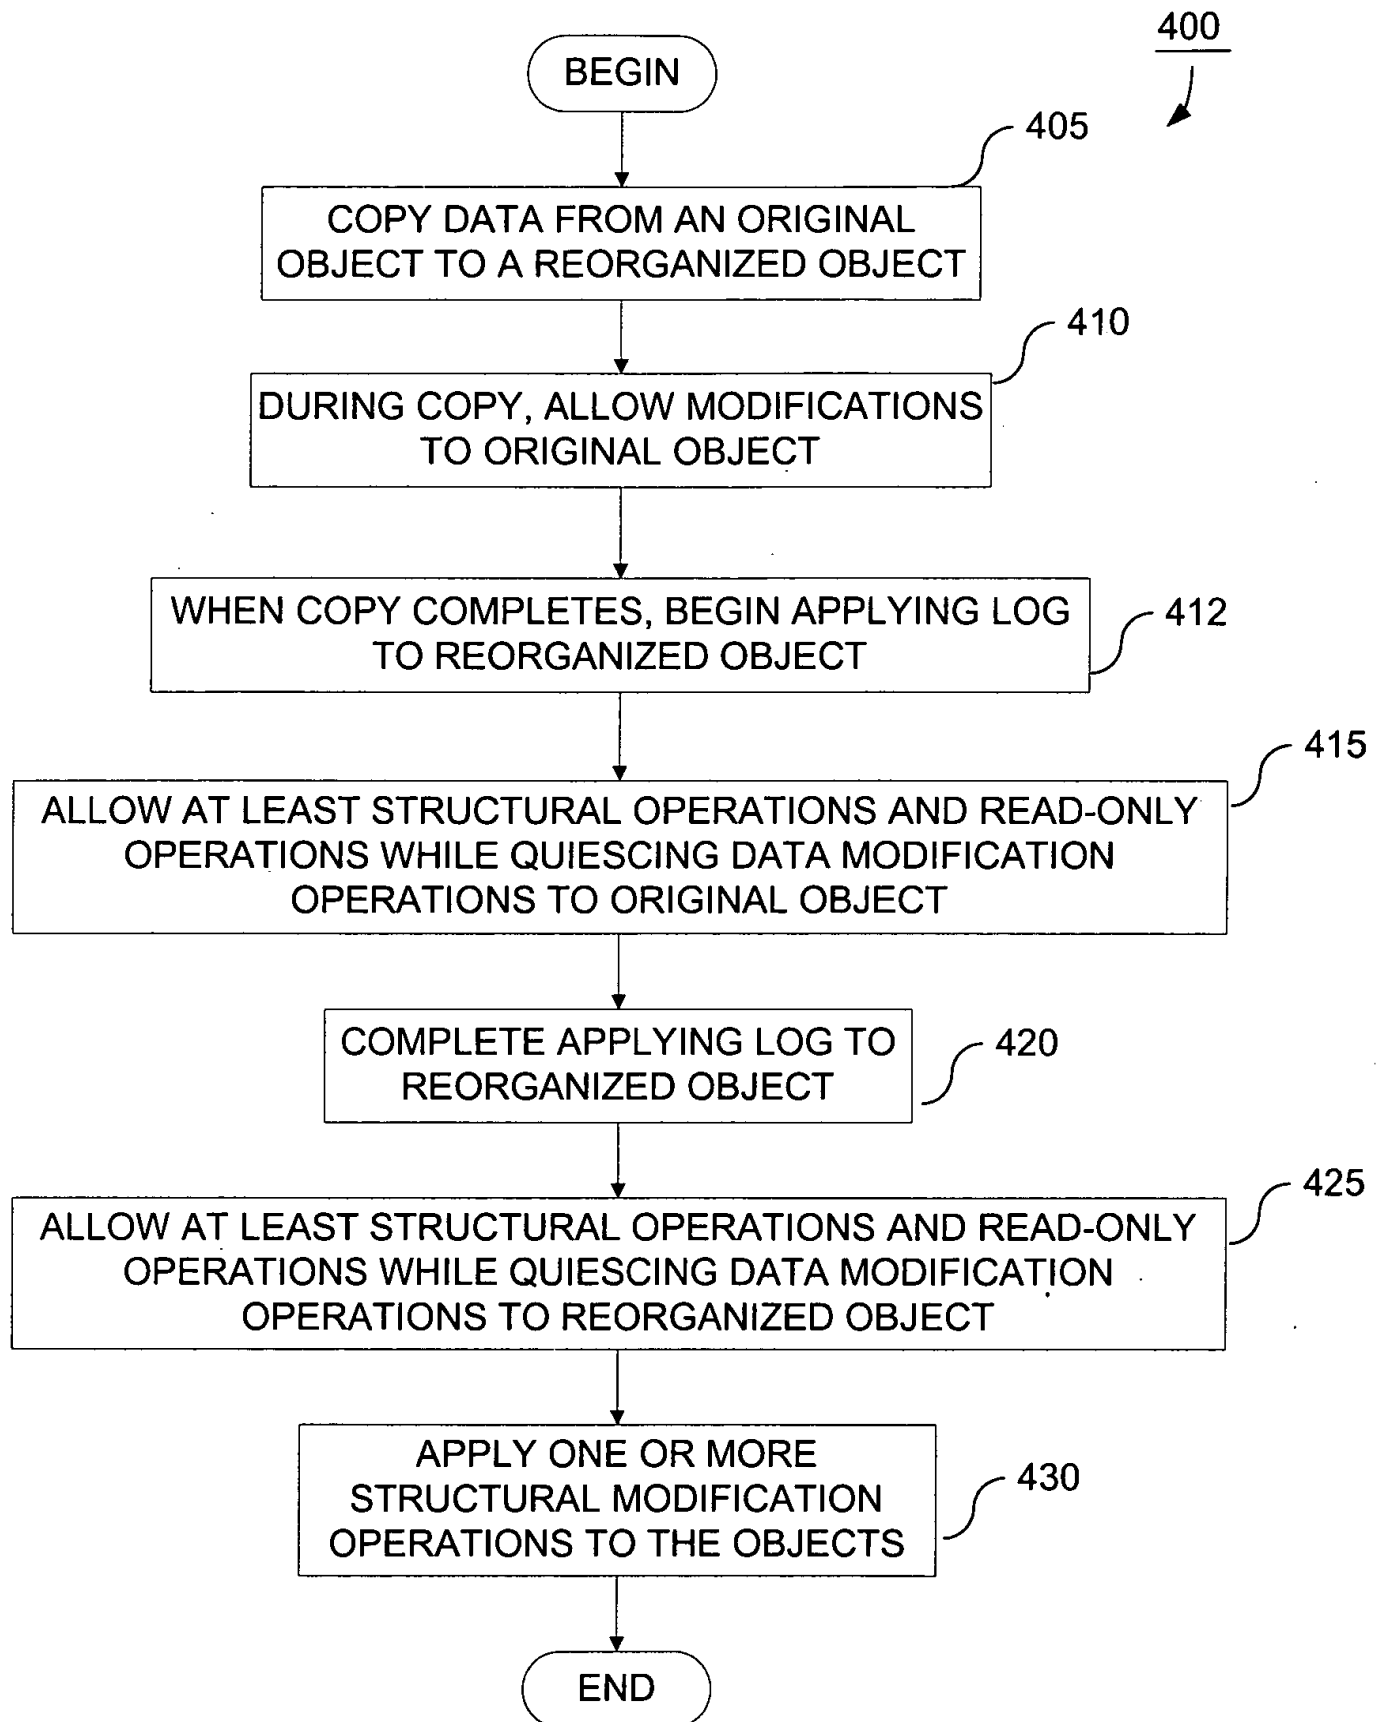 400
BEGIN
405
COPY DATA FROM AN ORIGINAL
OBJECT TO A REORGANIZED OBJECT
410
DURING COPY, ALLOW MODIFICATIONS
TO ORIGINAL OBJECT
412
WHEN COPY COMPLETES, BEGIN APPLYING LOG
TO REORGANIZED OBJECT
415
ALLOW AT LEAST STRUCTURAL OPERATIONS AND READ-ONLY
OPERATIONS WHILE QUIESCING DATA MODIFICATION
OPERATIONS TO ORIGINAL OBJECT
420
COMPLETE APPLYING LOG TO
REORGANIZED OBJECT
425
ALLOW AT LEAST STRUCTURAL OPERATIONS AND READ-ONLY
OPERATIONS WHILE QUIESCING DATA MODIFICATION
OPERATIONS TO REORGANIZED OBJECT
430
APPLY ONE OR MORE
STRUCTURAL MODIFICATION
OPERATIONS TO THE OBJECTS
END